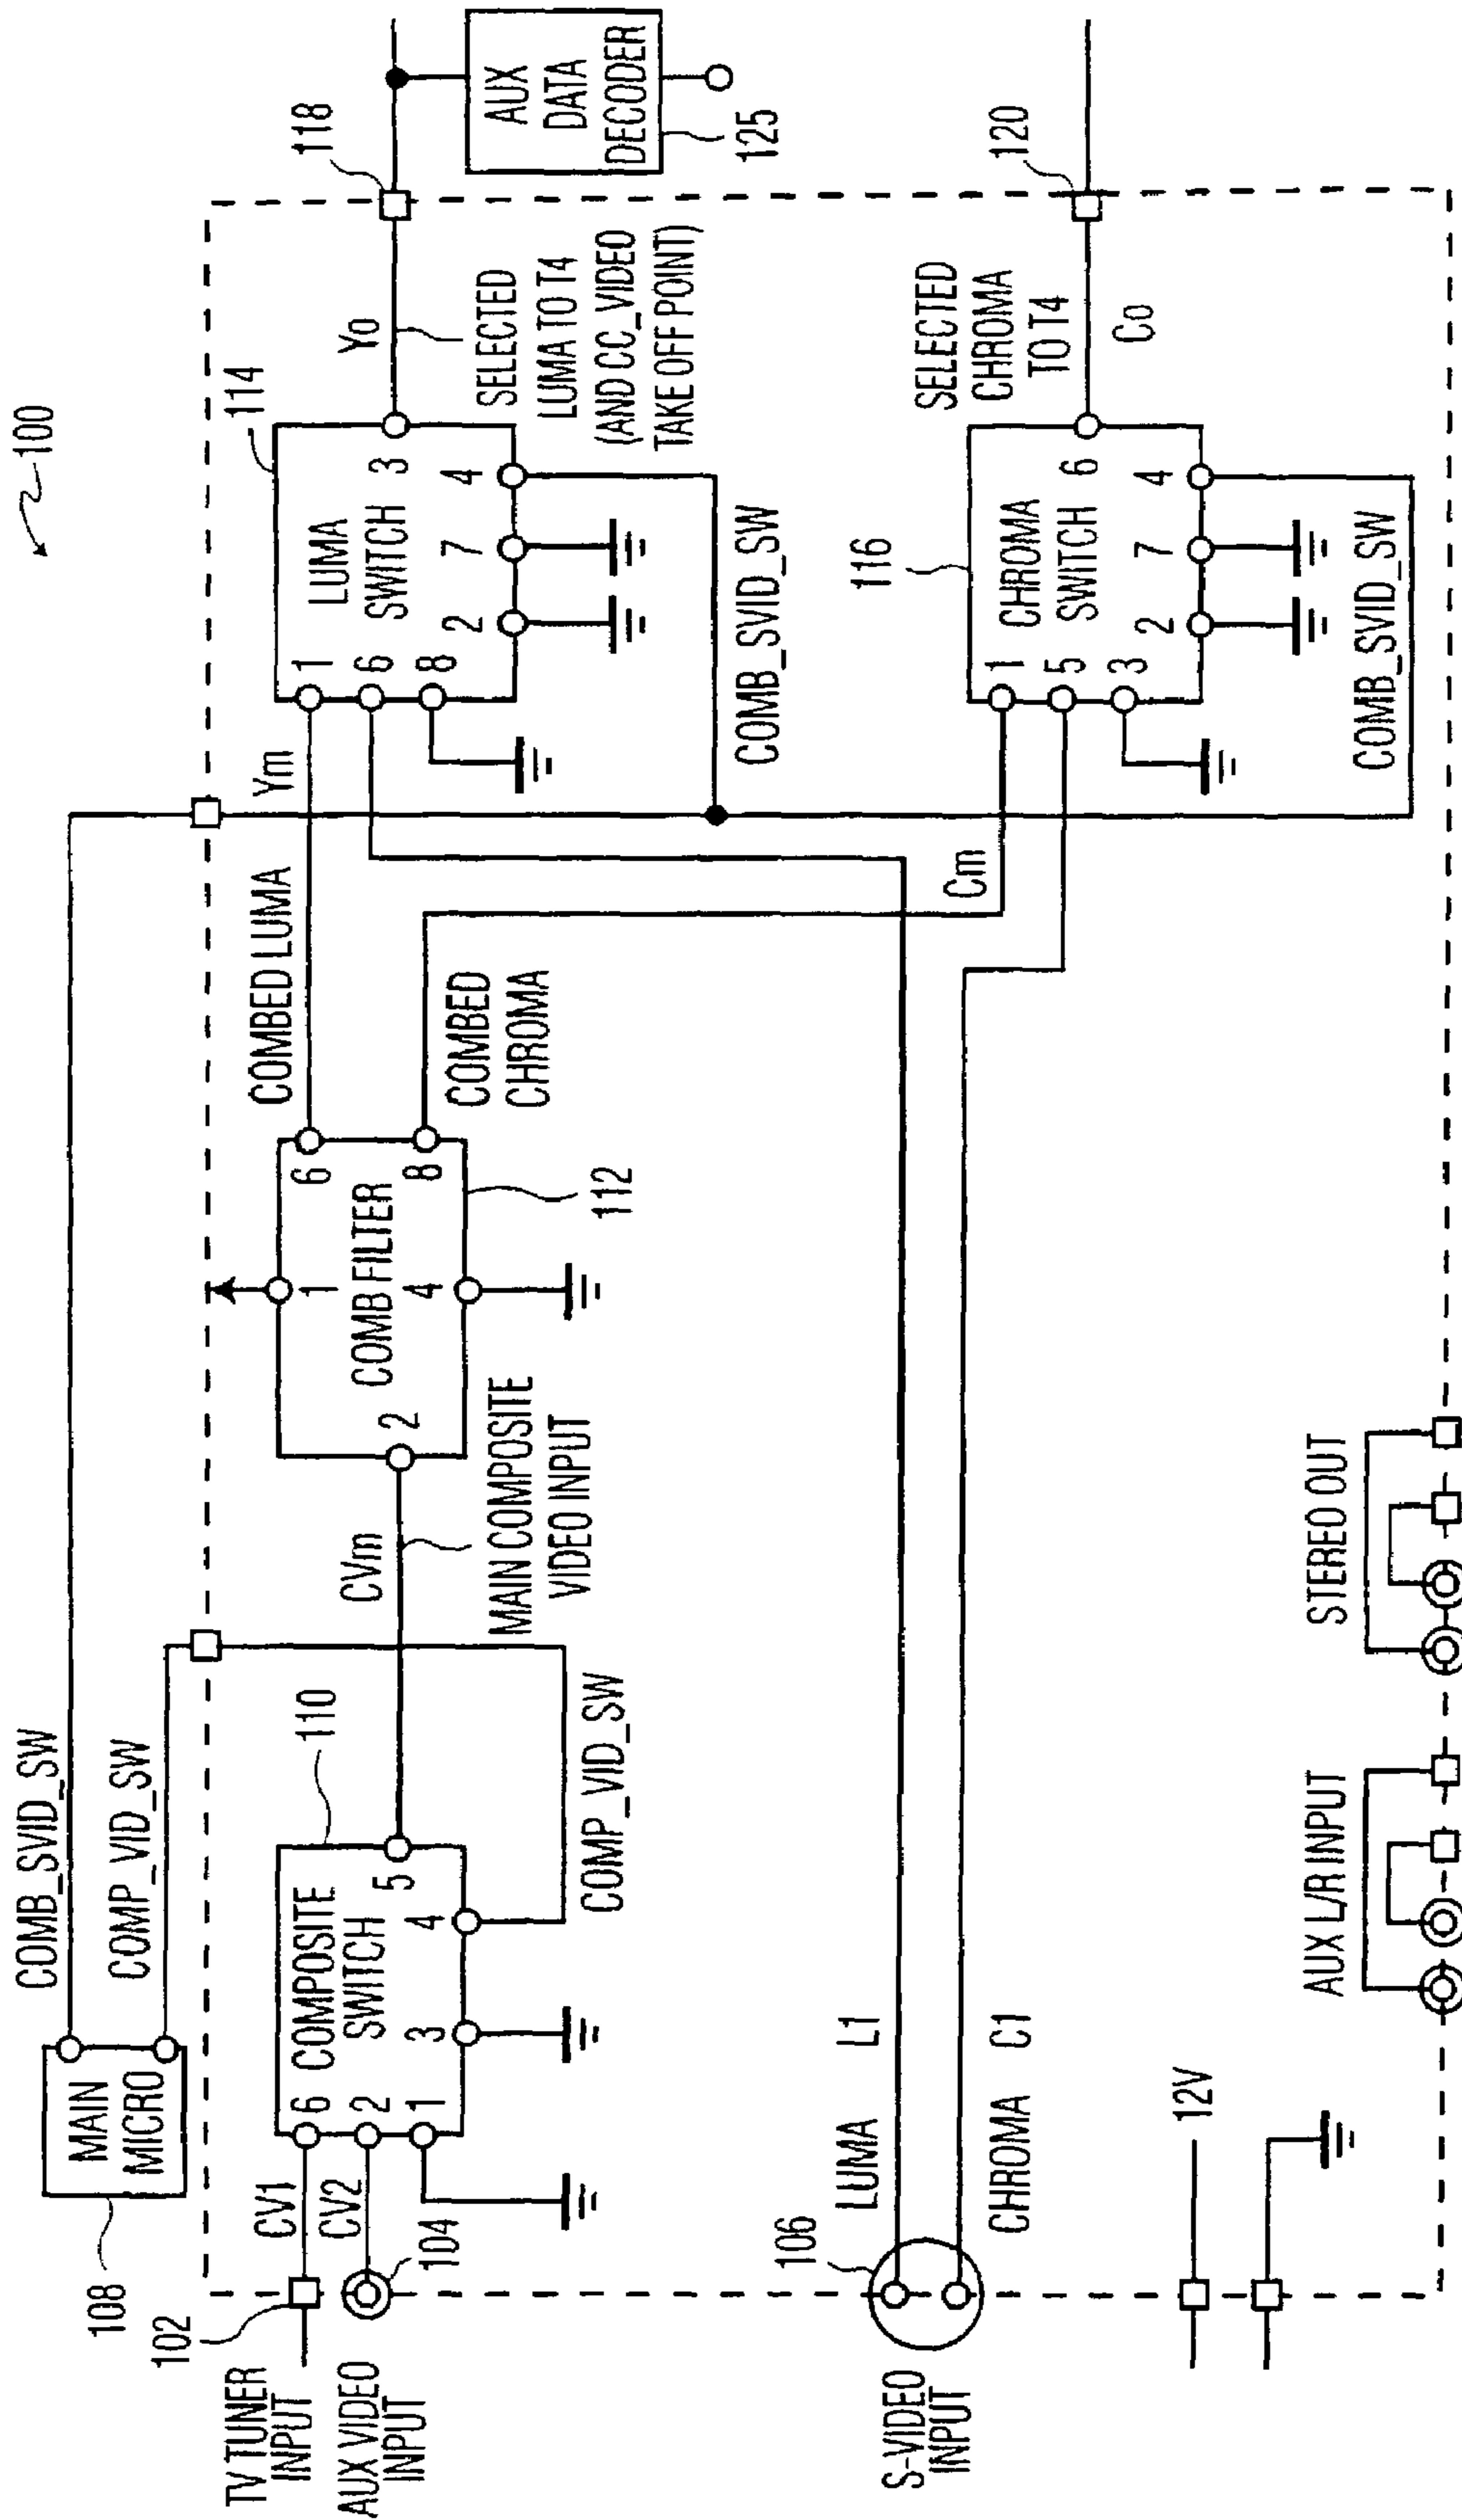 100
COMB_SVID_SW
COMP_VID_SW
MAIN
MICRO
108
102
TV TUNER
INPUT
CV1
AUX VIDEO
INPUT
CV2
104
6
2
1
COMPOSITE
SWITCH
3
4
5
110
COMP_VID_SW
CVm
MAIN COMPOSITE
VIDEO INPUT
2
1
COMB FILTER
4
6
8
112
COMBED LUMA
COMBED
CHROMA
Ym
1
6
8
LUMA
SWITCH
2
7
4
3
114
COMB_SVID_SW
Yo
SELECTED
LUMA TO T4
(AND CC_VIDEO
TAKE OFF POINT)
118
AUX
DATA
DECODER
125
S-VIDEO
INPUT
106
LUMA
L1
CHROMA
C1
Cm
116
1
5
3
CHROMA
SWITCH
2
7
4
6
COMB_SVID_SW
SELECTED
CHROMA
TO T4
Co
120
12V
AUX L/R INPUT
STEREO OUT